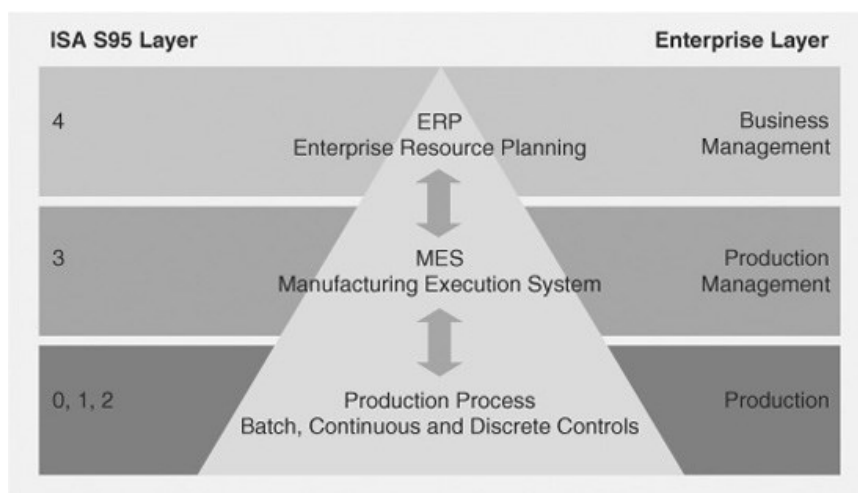 ISA S95 Layer
Enterprise Layer
4
ERP
Enterprise Resource Planning
Business
Management
3
MES
Manufacturing Execution System
Production
Management
0, 1, 2
Production Process
Batch, Continuous and Discrete Controls
Production